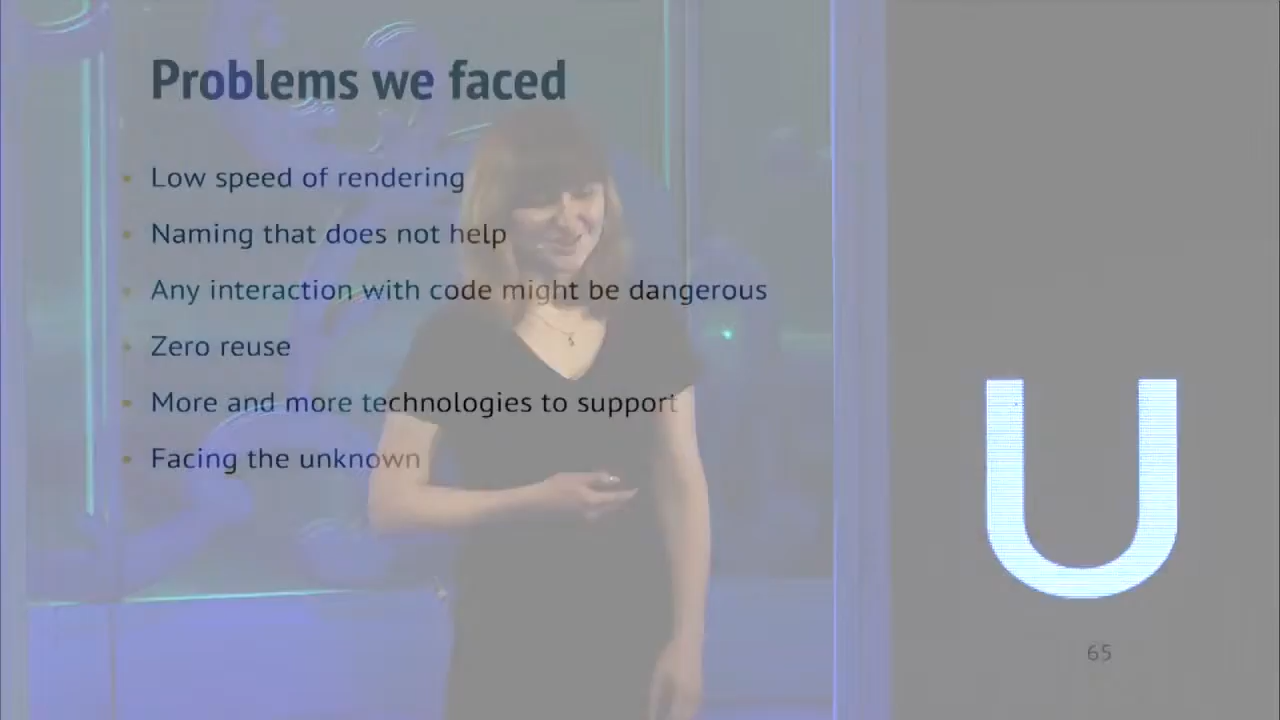 Problems we faced
Low speed of rendering
Naming that does not help
Any interaction with code might be dangerous
Zero reuse
More and more technologies to support
Facing the unknown
U
65